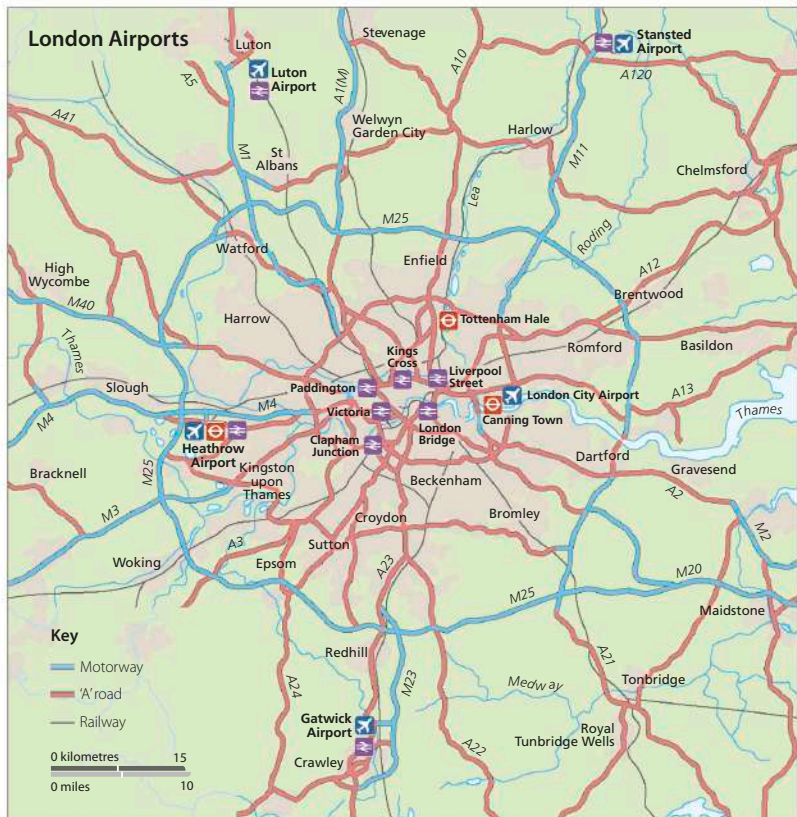 London Airports
Luton
Luton
Airport
Stevenage
A10
Stansted
Airport
A120
A5
A1(M)
A41
M1
St
Albans
Welwyn
Garden City
Harlow
M11
Chelmsford
Lea
M25
Roding
Watford
Enfield
A12
High
Wycombe
M40
Brentwood
Harrow
Tottenham Hale
Thames
Kings
Cross
Romford
Basildon
Slough
Paddington
Liverpool
Street
London City Airport
A13
M4
M4
Victoria
Canning Town
Thames
Heathrow
Airport
Clapham
Junction
London
Bridge
Dartford
Bracknell
M25
Kingston
upon
Thames
Beckenham
Gravesend
A2
M3
Croydon
Bromley
M2
Woking
A3
Sutton
Epsom
A23
M25
M20
Maidstone
Key
Motorway
'A' road
Railway
Redhill
A24
M23
Medway
A21
Tonbridge
Gatwick
Airport
Royal
Tunbridge Wells
A22
Crawley
0 kilometres 15
0 miles 10